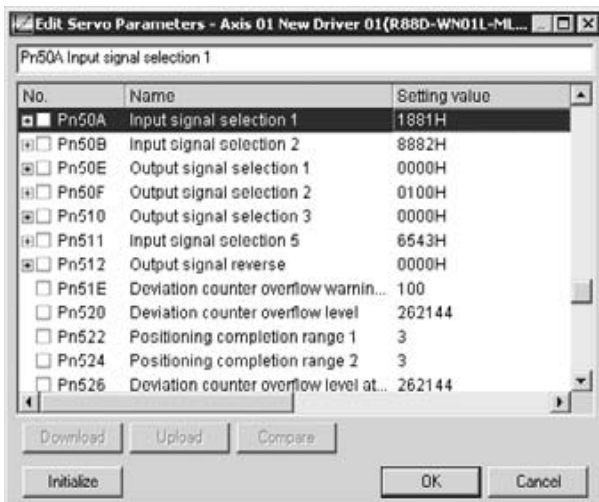 Edit Servo Parameters - Axis 01 New Driver 01(R88D-WN01L-ML...
Pn50A Input signal selection 1
No. Name Setting value
Pn50A Input signal selection 1 1881H
Pn50B Input signal selection 2 8882H
Pn50E Output signal selection 1 0000H
Pn50F Output signal selection 2 0100H
Pn510 Output signal selection 3 0000H
Pn511 Input signal selection 5 6543H
Pn512 Output signal reverse 0000H
Pn51E Deviation counter overflow warnin... 100
Pn520 Deviation counter overflow level 262144
Pn522 Positioning completion range 1 3
Pn524 Positioning completion range 2 3
Pn526 Deviation counter overflow level at... 262144
Download Upload Compare
Initialize OK Cancel